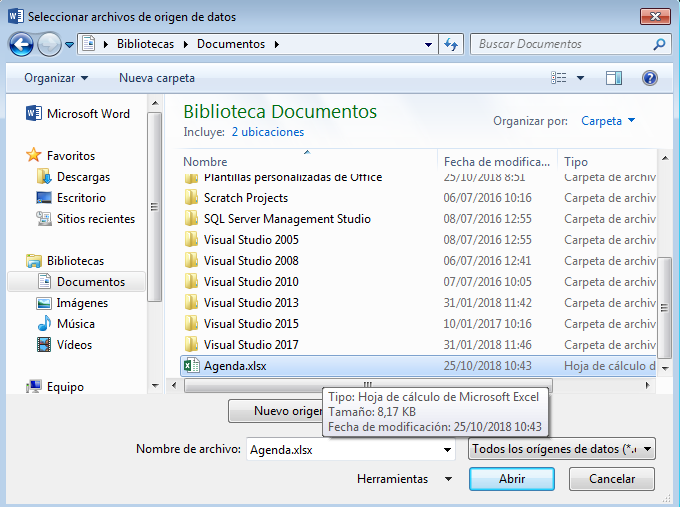 Seleccionar archivos de origen de datos
Bibliotecas Documentos
Buscar Documentos
Organizar Nueva carpeta
Microsoft Word
Favoritos
Descargas
Escritorio
Sitios recientes
Bibliotecas
Documentos
Imágenes
Música
Vídeos
Equipo
Biblioteca Documentos
Incluye: 2 ubicaciones
Organizar por: Carpeta
Nombre Fecha de modifica... Tipo
Plantillas personalizadas de Office 25/10/2018 8:51 Carpeta de archiv
Scratch Projects 06/07/2016 10:16 Carpeta de archiv
SQL Server Management Studio 08/07/2016 12:55 Carpeta de archiv
Visual Studio 2005 08/07/2016 12:55 Carpeta de archiv
Visual Studio 2008 06/07/2016 12:41 Carpeta de archiv
Visual Studio 2010 07/07/2016 10:05 Carpeta de archiv
Visual Studio 2013 31/01/2018 11:42 Carpeta de archiv
Visual Studio 2015 10/01/2017 10:16 Carpeta de archiv
Visual Studio 2017 31/01/2018 11:46 Carpeta de archiv
Agenda.xlsx 25/10/2018 10:43 Hoja de cálculo d
Tipo: Hoja de cálculo de Microsoft Excel
Tamaño: 8,17 KB
Fecha de modificación: 25/10/2018 10:43
Nuevo origen
Nombre de archivo: Agenda.xlsx Todos los orígenes de datos (*.
Herramientas Abrir Cancelar